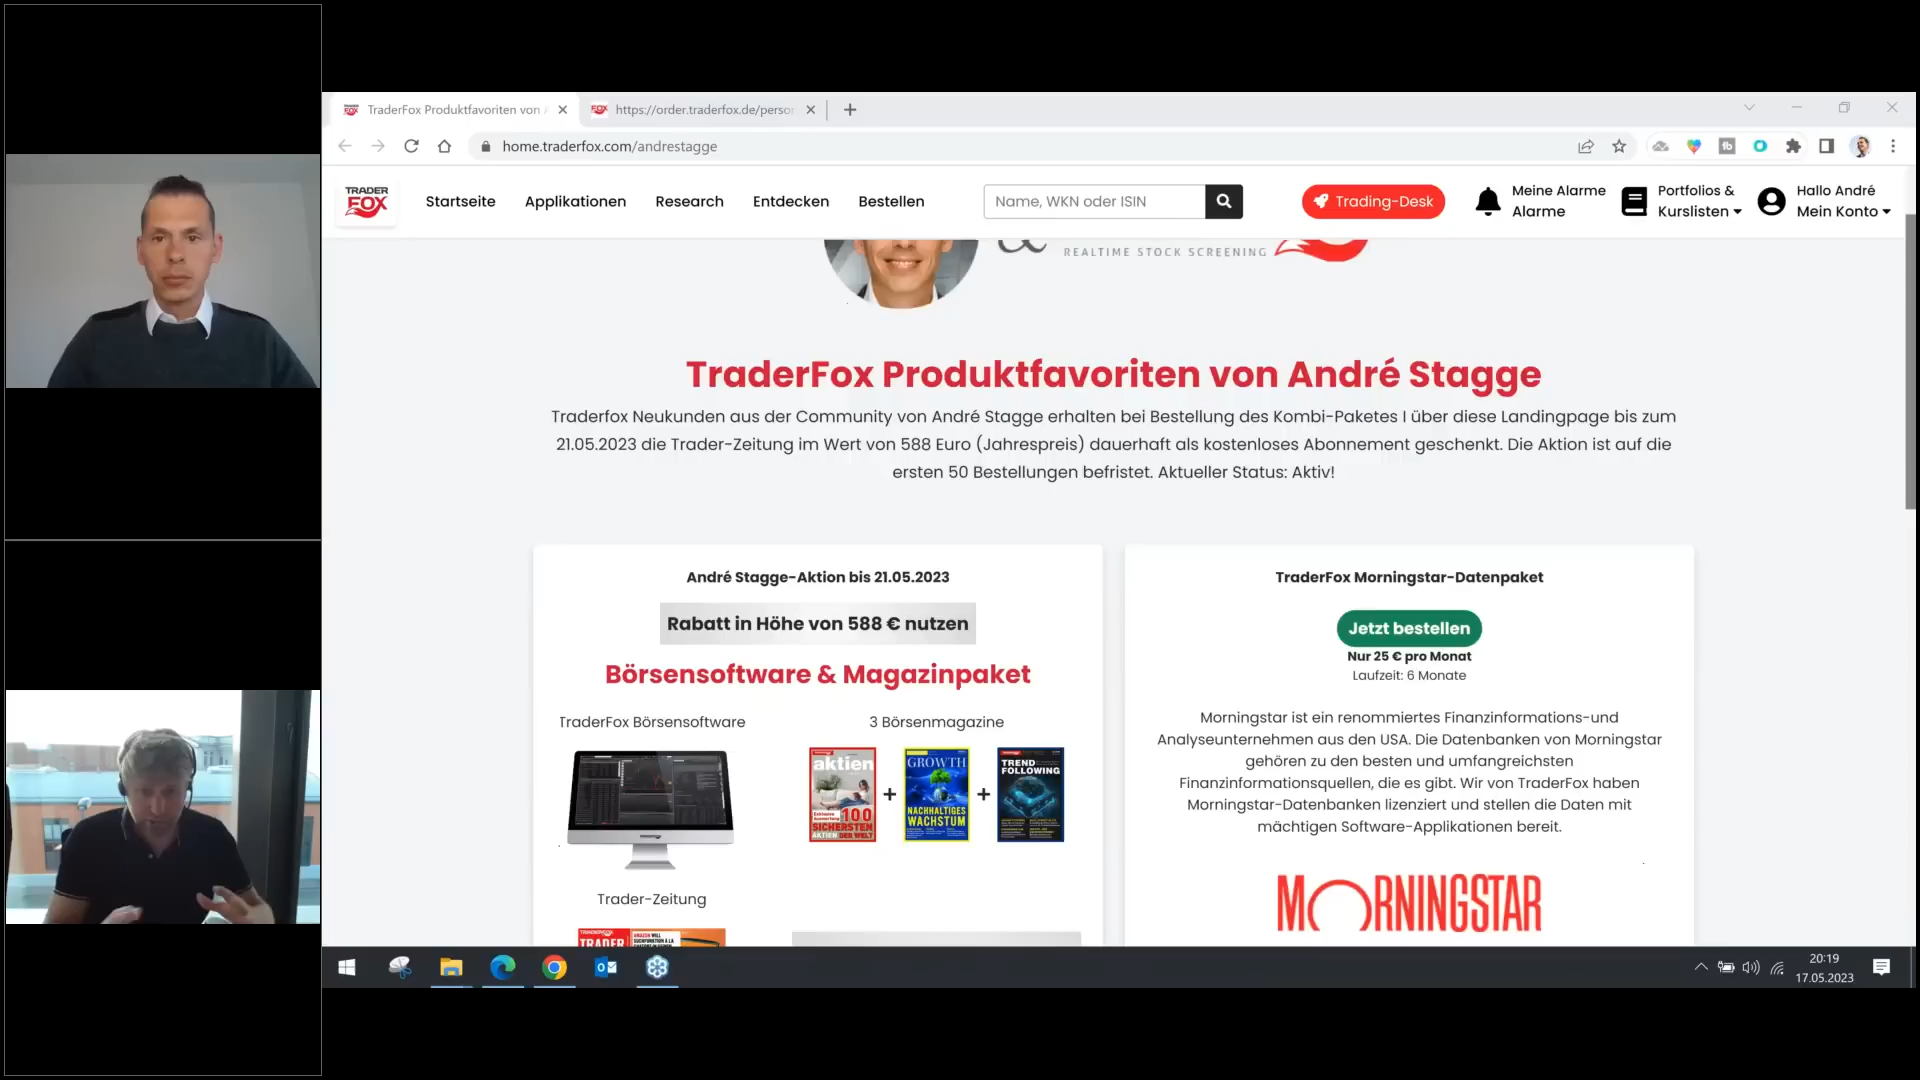 TraderFox Produktfavoriten von
https://order.traderfox.de/perso
home.traderfox.com/andrestagge
TRADER
FOX
Startseite
Applikationen
Research
Entdecken
Bestellen
Name, WKN oder ISIN
Trading-Desk
Meine Alarme
Alarme
Portfolios &
Kurslisten
Hallo André
Mein Konto
&
REALTIME STOCK SCREENING
TraderFox Produktfavoriten von André Stagge
Traderfox Neukunden aus der Community von André Stagge erhalten bei Bestellung des Kombi-Paketes I über diese Landingpage bis zum
21.05.2023 die Trader-Zeitung im Wert von 588 Euro (Jahrespreis) dauerhaft als kostenloses Abonnement geschenkt. Die Aktion ist auf die
ersten 50 Bestellungen befristet. Aktueller Status: Aktiv!
André Stagge-Aktion bis 21.05.2023
Rabatt in Höhe von 588 € nutzen
Börsensoftware & Magazinpaket
TraderFox Börsensoftware
3 Börsenmagazine
aktien
100
SICHERSTEN
AKTIEN DER WELT
+
GROWTH
NACHHALTIGES
WACHSTUM
+
TREND
FOLLOWING
Trader-Zeitung
TRADERFOX
TRADER
AMAZON WILL
TraderFox Morningstar-Datenpaket
Jetzt bestellen
Nur 25 € pro Monat
Laufzeit: 6 Monate
Morningstar ist ein renommiertes Finanzinformations-und
Analyseunternehmen aus den USA. Die Datenbanken von Morningstar
gehören zu den besten und umfangreichsten
Finanzinformationsquellen, die es gibt. Wir von TraderFox haben
Morningstar-Datenbanken lizenziert und stellen die Daten mit
mächtigen Software-Applikationen bereit.
MORNINGSTAR
20:19
17.05.2023